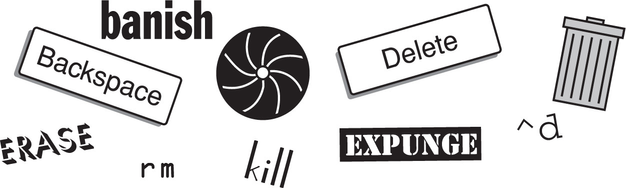 banish
Backspace
Delete
ERASE
rm
kill
EXPUNGE
^d